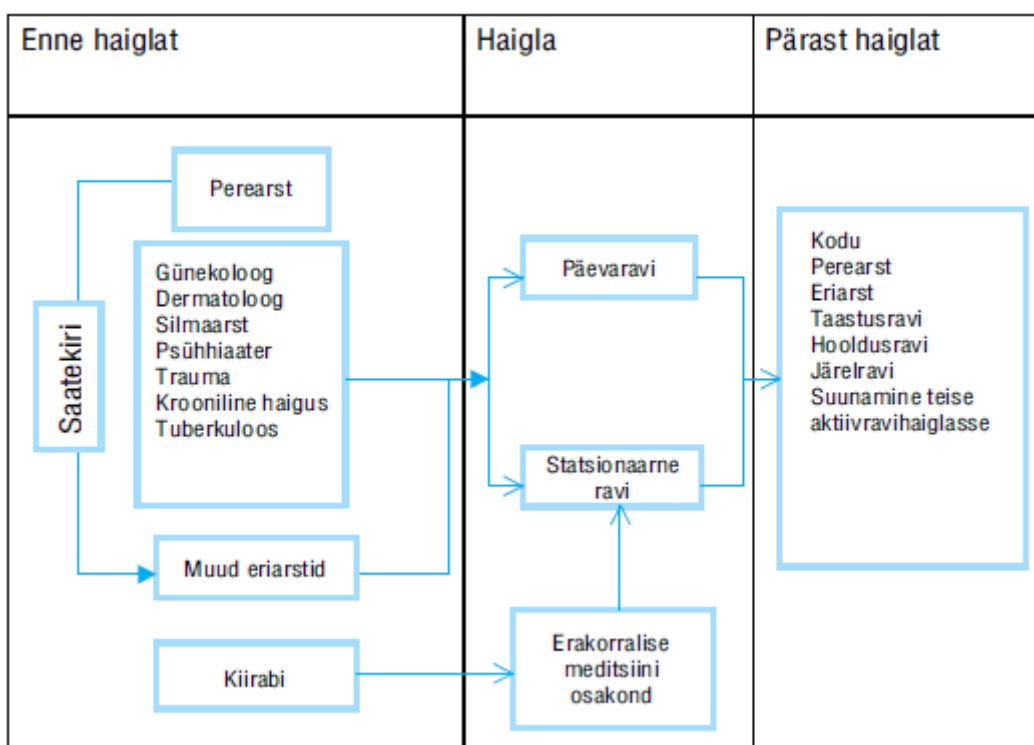 Enne haiglat
Haigla
Pärast haiglat
Perearst
Günekoloog
Dermatoloog
Silmaarst
Psühhiaater
Trauma
Krooniline haigus
Tuberkuloos
Saatekiri
Muud eriarstid
Kiirabi
Päevaravi
Statsionaarne
ravi
Erakorralise
meditsiini
osakond
Kodu
Perearst
Eriarst
Taastusravi
Hooldusravi
Järelravi
Suunamine teise
aktiivravihaiglasse